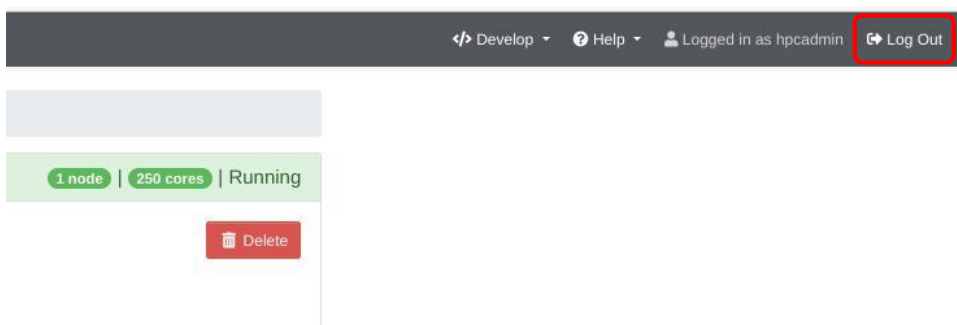 </> Develop Help Logged in as hpcadmin Log Out
1 node | 250 cores | Running
Delete